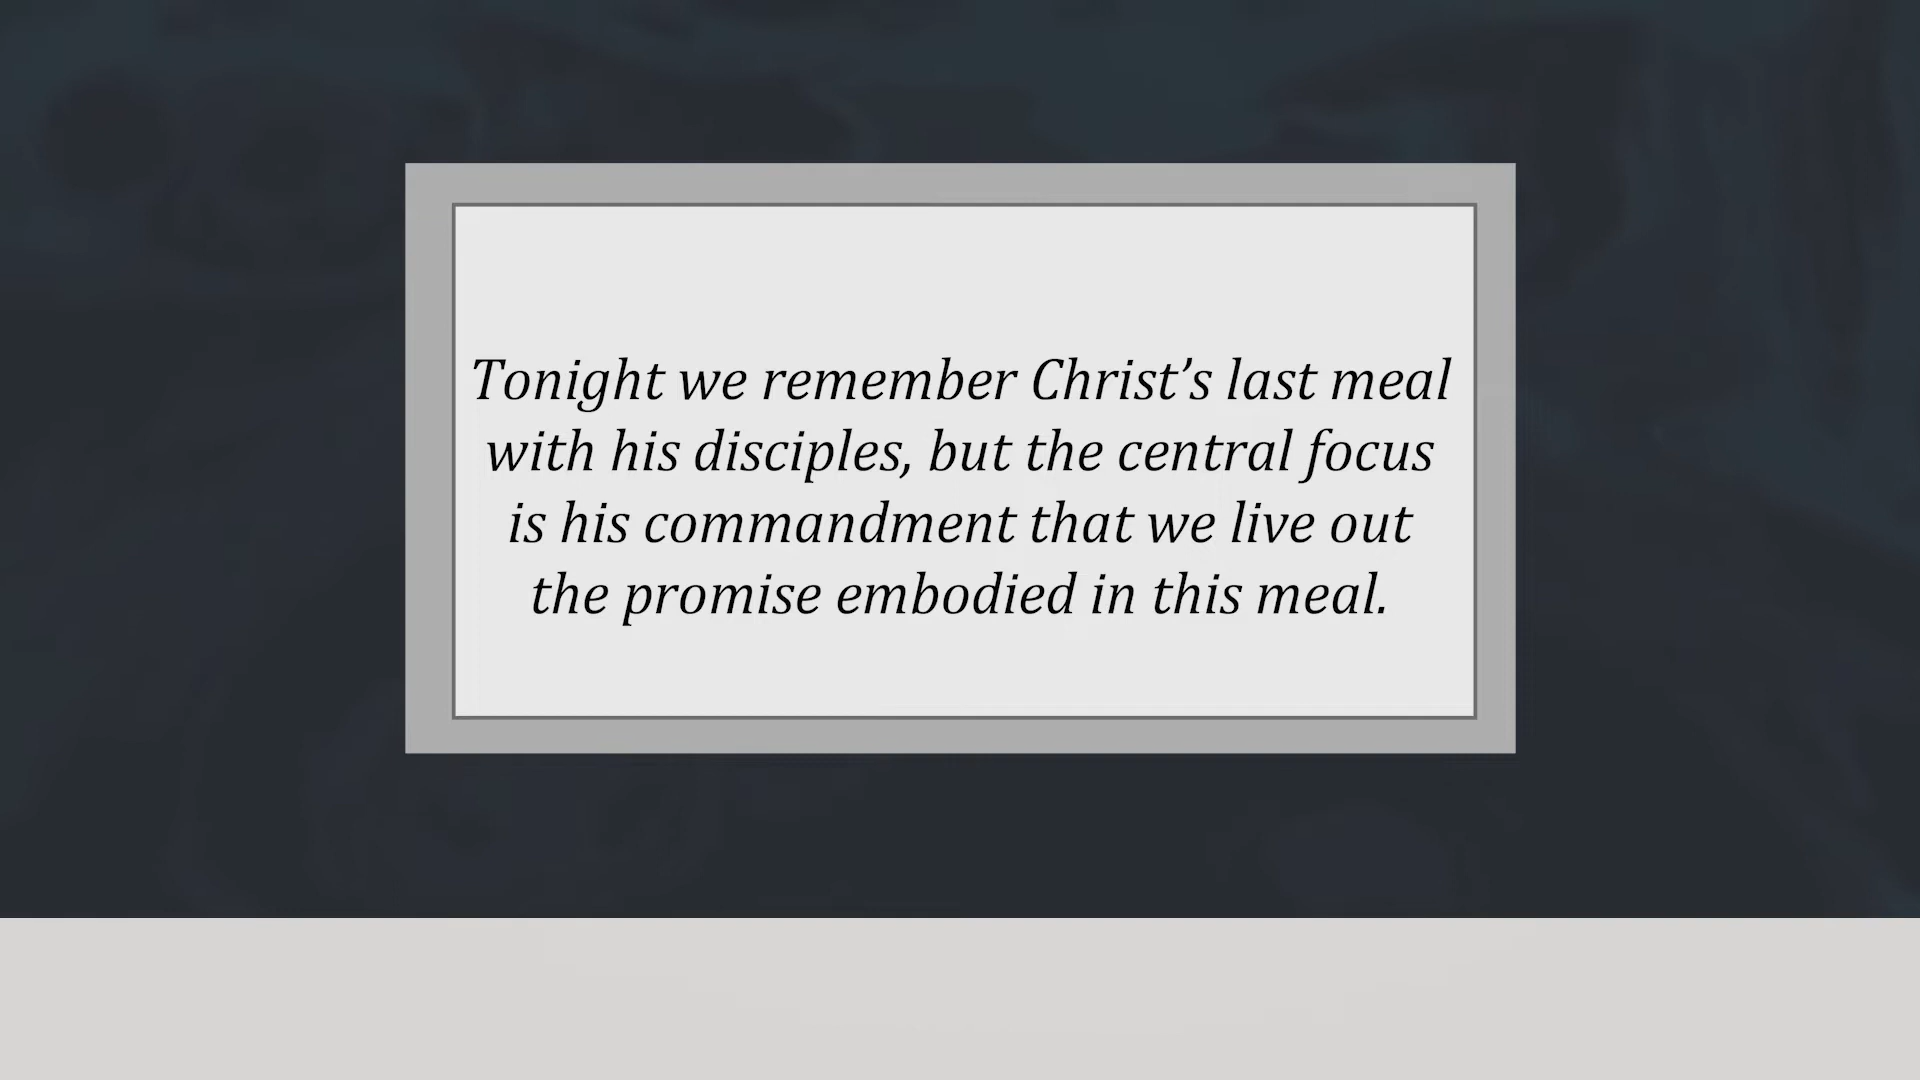 Tonight we remember Christ’s last meal
with his disciples, but the central focus
is his commandment that we live out
the promise embodied in this meal.